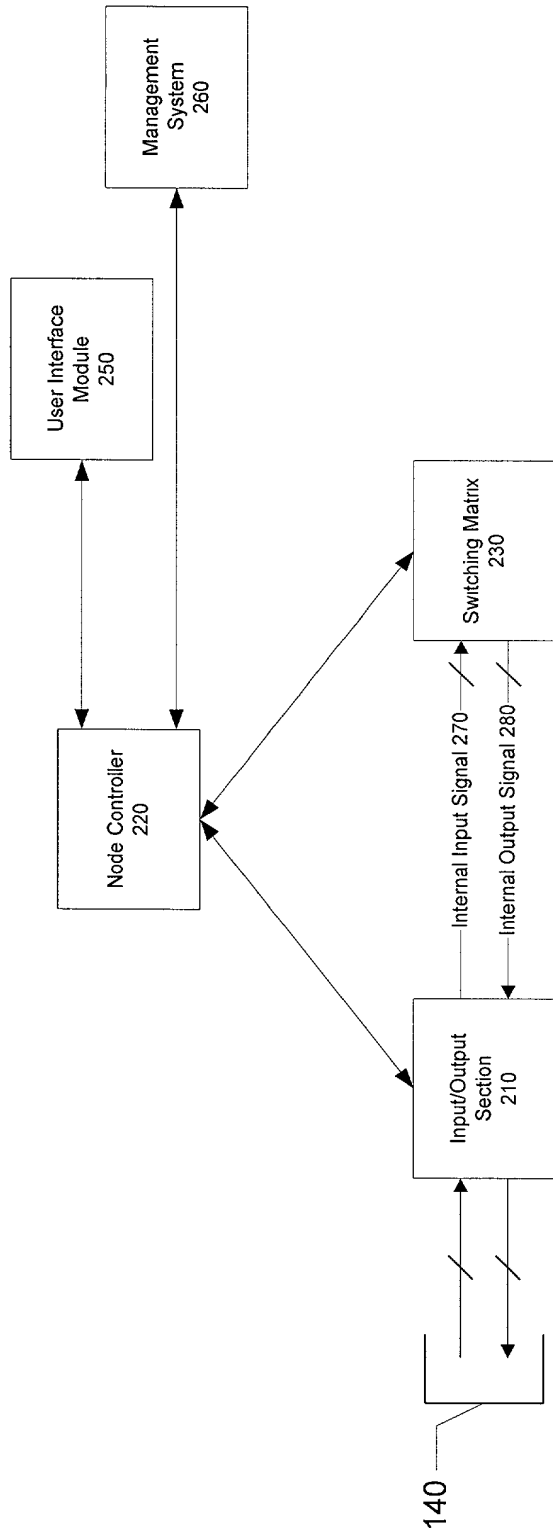 Management
System
260
User Interface
Module
250
Node Controller
220
Switching Matrix
230
Internal Input Signal 270
Internal Output Signal 280
Input/Output
Section
210
140